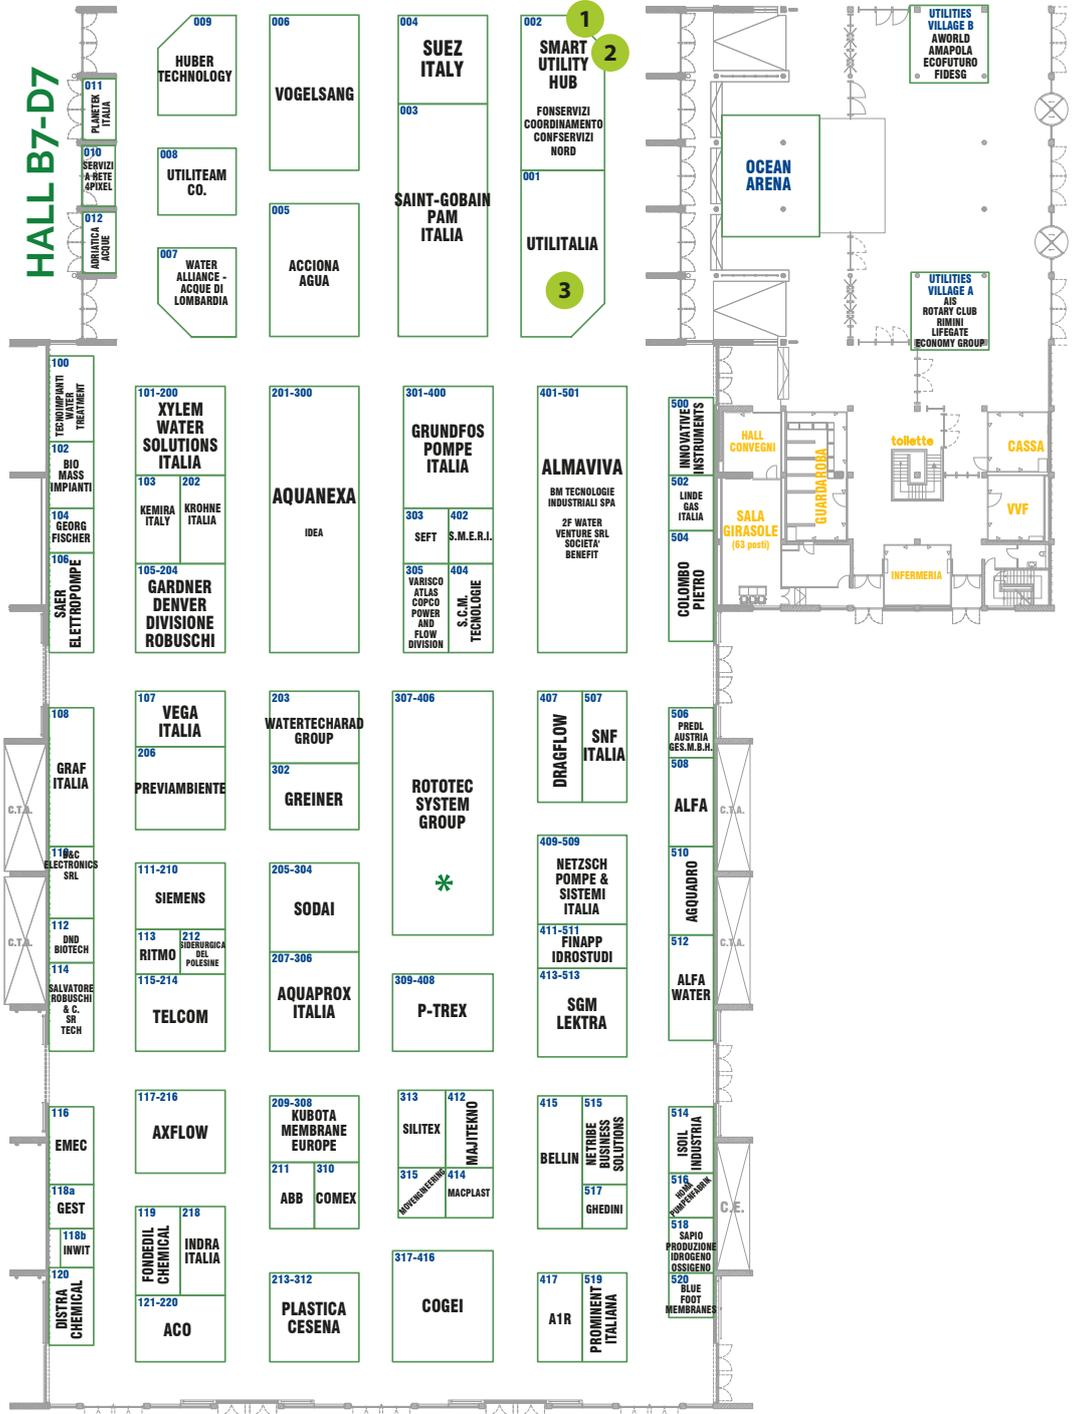 HALL B7-D7
009
HUBER
TECHNOLOGY
006
VOGELSANG
004
SUEZ
ITALY
002
SMART
UTILITY
HUB
FONSERVIZI
COORDINAMENTO
CONFSERVIZI
NORD
1
2
UTILITIES
VILLAGE B
AWORLD
AMAPOLA
ECOFUTURO
FIDESG
011
PLANETEK
ITALIA
010
SERVIZI
A RETE
4PIXEL
012
ADRIATICA
ACQUE
008
UTILITEAM
CO.
007
WATER
ALLIANCE -
ACQUE DI
LOMBARDIA
005
ACCIONA
AGUA
003
SAINT-GOBAIN
PAM
ITALIA
001
UTILITALIA
3
OCEAN
ARENA
UTILITIES
VILLAGE A
AIS
ROTARY CLUB
RIMINI
LIFEGATE
ECONOMY GROUP
100
TECNOIMPIANTI
WATER
TREATMENT
102
BIO
MASS
IMPIANTI
104
GEORG
FISCHER
106
SAER
ELETTROPOMPE
101-200
XYLEM
WATER
SOLUTIONS
ITALIA
103
KEMIRA
ITALY
202
KROHNE
ITALIA
105-204
GARDNER
DENVER
DIVISIONE
ROBUSCHI
201-300
AQUANEXA
IDEA
301-400
GRUNDFOS
POMPE
ITALIA
303
SEFT
402
S.M.E.R.I.
305
VARISCO
ATLAS
COPCO
POWER
AND
FLOW
DIVISION
404
S.C.M.
TECNOLOGIE
401-501
ALMAVIVA
BM TECNOLOGIE
INDUSTRIALI SPA
2F WATER
VENTURE SRL
SOCIETA'
BENEFIT
500
INNOVATIVE
INSTRUMENTS
502
LINDE
GAS
ITALIA
504
COLOMBO
PIETRO
HALL
CONVEGNI
GUARDAROBA
toilette
CASSA
SALA
GIRASOLE
(63 posti)
VVF
INFERMERIA
108
GRAF
ITALIA
110
B&C
ELECTRONICS
SRL
112
DND
BIOTECH
114
SALVATORE
ROBUSCHI
& C.
SR
TECH
C.T.A.
C.T.A.
107
VEGA
ITALIA
206
PREVIAMBIENTE
111-210
SIEMENS
113
RITMO
212
SIDERURGICA
DEL
POLESINE
115-214
TELCOM
203
WATERTECHARAD
GROUP
302
GREINER
205-304
SODAI
207-306
AQUAPROX
ITALIA
307-406
ROTOTEC
SYSTEM
GROUP
*
309-408
P-TREX
407
DRAGFLOW
507
SNF
ITALIA
409-509
NETZSCH
POMPE &
SISTEMI
ITALIA
411-511
FINAPP
IDROSTUDI
413-513
SGM
LEKTRA
506
PREDL
AUSTRIA
GES.M.B.H.
508
ALFA
510
AGQUADRO
512
ALFA
WATER
C.T.A.
C.T.A.
116
EMEC
118a
GEST
118b
INWIT
120
DISTRA
CHEMICAL
117-216
AXFLOW
119
FONDEDIL
CHEMICAL
218
INDRA
ITALIA
121-220
ACO
209-308
KUBOTA
MEMBRANE
EUROPE
211
ABB
310
COMEX
213-312
PLASTICA
CESENA
313
SILITEX
412
MAJITEKNO
315
MOVENGINEERING
414
MACPLAST
317-416
COGEI
415
BELLIN
515
NETRIBE
BUSINESS
SOLUTIONS
517
GHEDINI
417
A1R
519
PROMINENT
ITALIANA
514
ISOIL
INDUSTRIA
516
HOMA
PUMPENFABRIK
518
SAPIO
PRODUZIONE
IDROGENO
OSSIGENO
520
BLUE
FOOT
MEMBRANES
C.E.